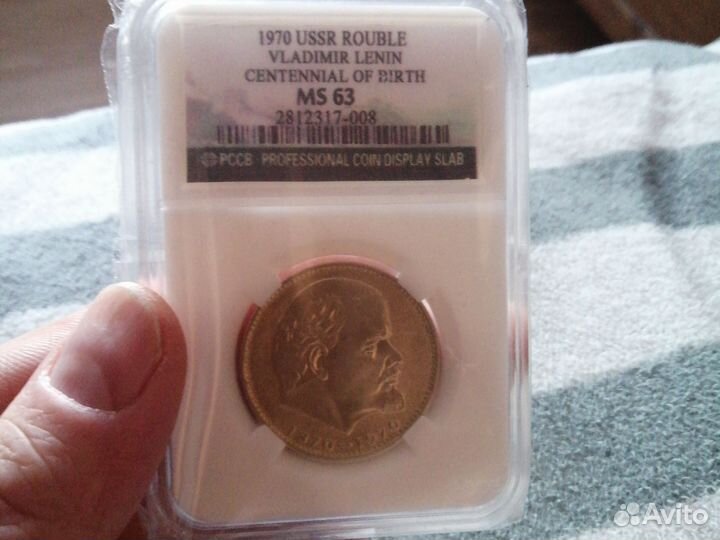 1970 USSR ROUBLE
VLADIMIR LENIN
CENTENNIAL OF BIRTH
MS 63
2812317-008
PCCB PROFESSIONAL COIN DISPLAY SLAB
1870-1970
Avito